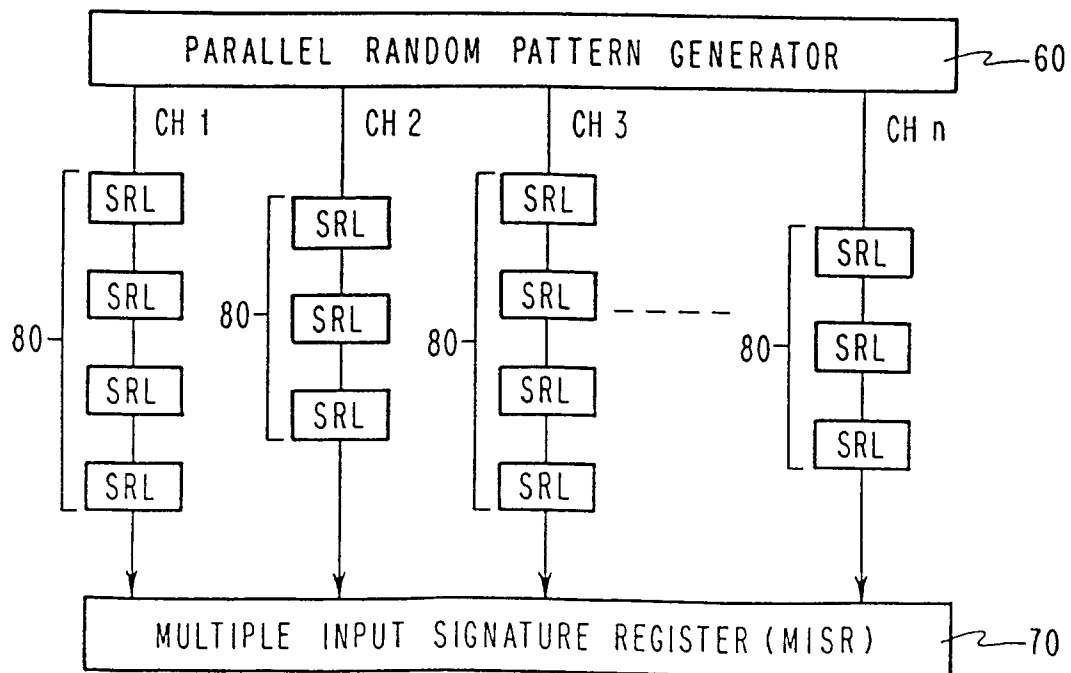 PARALLEL RANDOM PATTERN GENERATOR 60
CH 1 CH 2 CH 3 CH n
SRL SRL SRL SRL
80
SRL SRL SRL SRL
80
SRL SRL SRL SRL
80
SRL SRL
80
MULTIPLE INPUT SIGNATURE REGISTER (MISR) 70